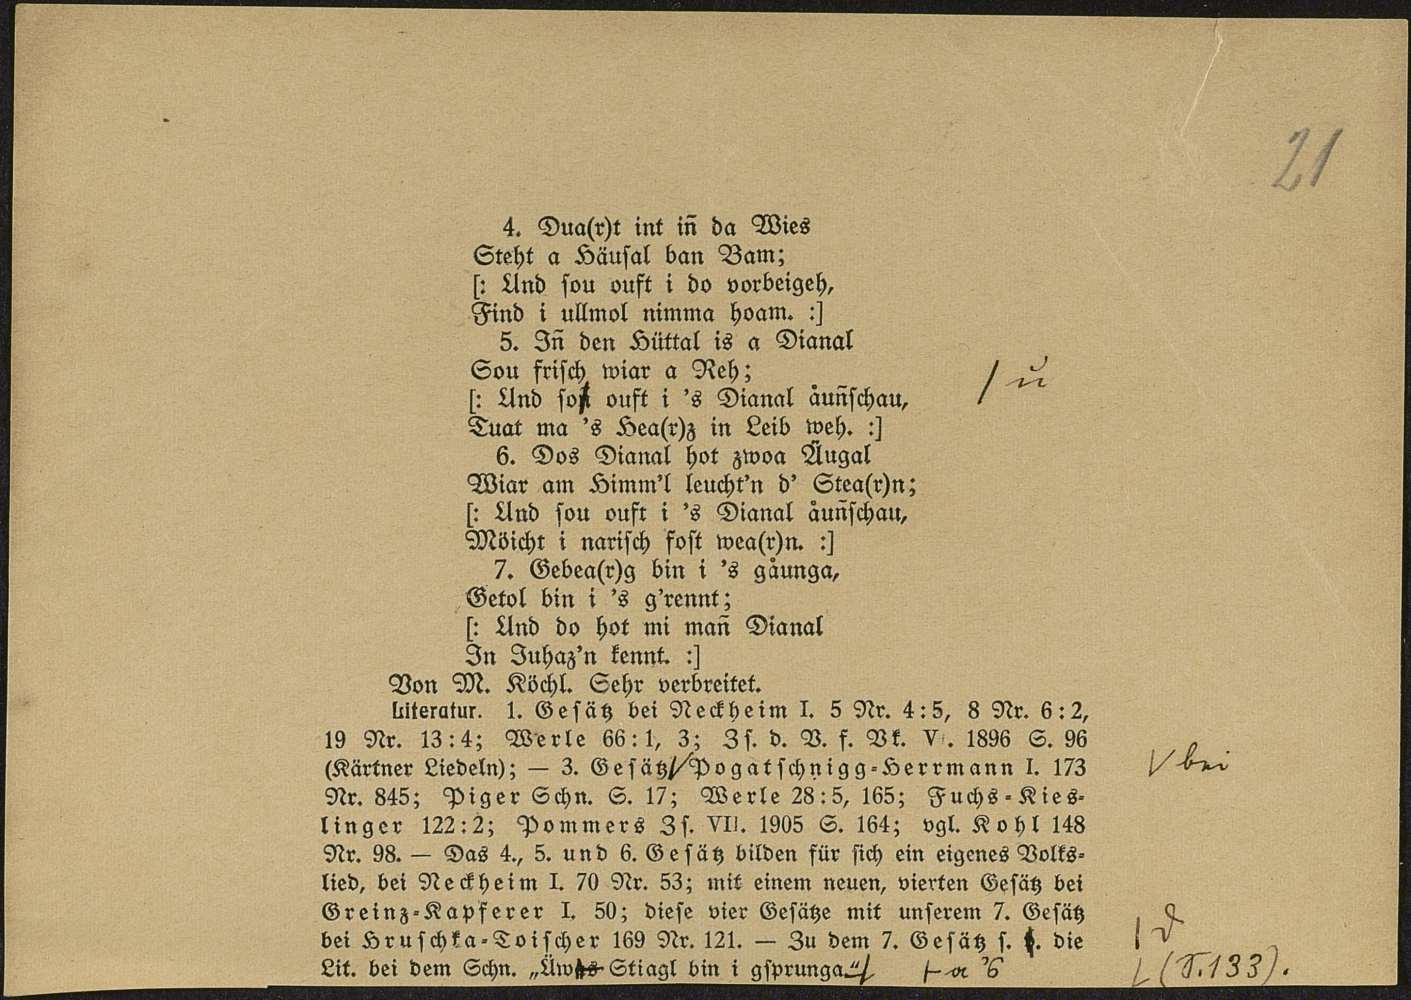 21
4. Dua(r)t int iñ da Wies
Steht a Häusal ban Bam;
[: Und sou ouft i do vorbeigeh,
Find i ullmol nimma hoam. :]
5. Iñ den Hüttal is a Dianal
Sou frisch wiar a Reh; / ŭ
[: Und so ouft i 's Dianal åuñschau,
Tuat ma 's Hea(r)z in Leib weh. :]
6. Dos Dianal hot zwoa Äugal
Wiar am Himm'l leucht'n d' Stea(r)n;
[: Und sou ouft i 's Dianal åuñschau,
Möicht i narisch fost wea(r)n. :]
7. Gebea(r)g bin i 's gåunga,
Getol bin i 's g'rennt;
[: Und do hot mi mañ Dianal
In Juhaz'n kennt. :]
Von M. Köchl. Sehr verbreitet.
Literatur. 1. Gesätz bei Neckheim I. 5 Nr. 4:5, 8 Nr. 6:2,
19 Nr. 13:4; Werle 66:1, 3; Zs. d. V. f. Vk. V. 1896 S. 96
(Kärtner Liedeln); — 3. Gesätz Pogatschnigg-Herrmann I. 173 bei
Nr. 845; Piger Schn. S. 17; Werle 28:5, 165; Fuchs-Kies-
linger 122:2; Pommers Zs. VII. 1905 S. 164; vgl. Kohl 148
Nr. 98. — Das 4., 5. und 6. Gesätz bilden für sich ein eigenes Volks-
lied, bei Neckheim I. 70 Nr. 53; mit einem neuen, vierten Gesätz bei
Greinz-Kapferer I. 50; diese vier Gesätze mit unserem 7. Gesätz
bei Hruschka-Toischer 169 Nr. 121. — Zu dem 7. Gesätz s. . die
Lit. bei dem Schn. „Üw Stiagl bin i gsprunga“ a 's (S. 133).